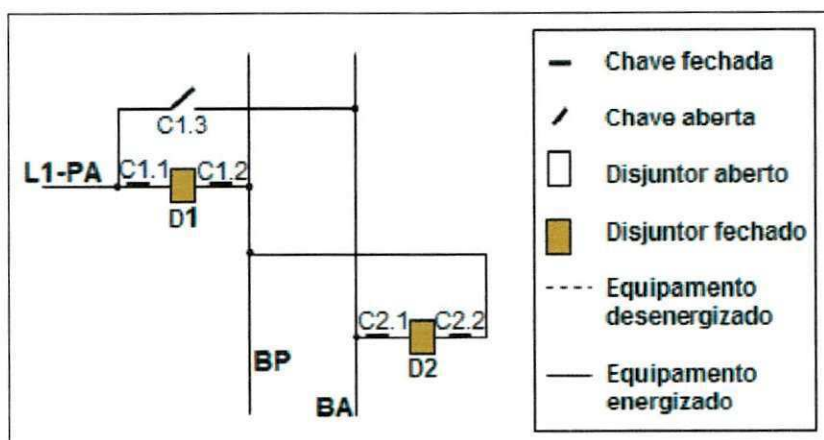 C1.3
L1-PA
C1.1
C1.2
D1
C2.1
C2.2
D2
BP
BA
Chave fechada
Chave aberta
Disjuntor aberto
Disjuntor fechado
Equipamento
desenergizado
Equipamento
energizado